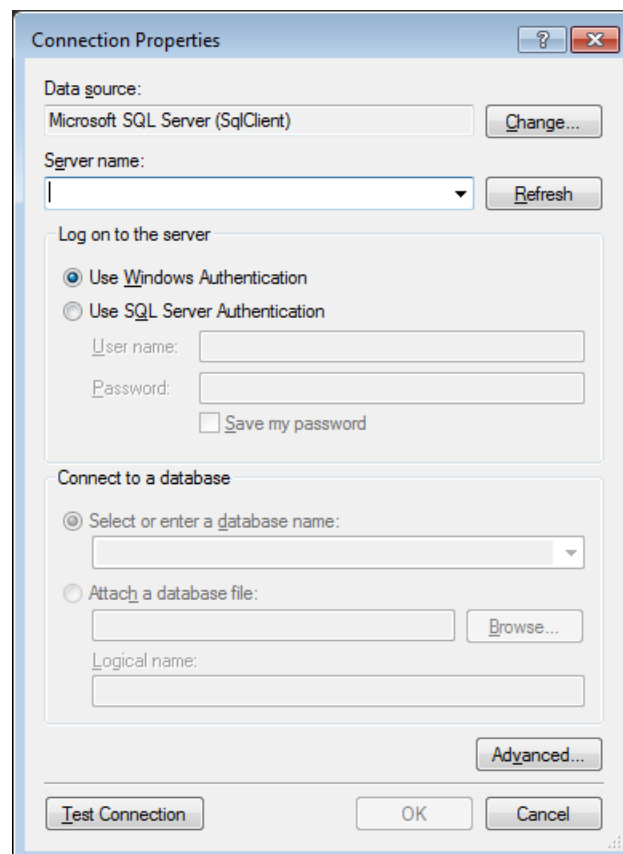 Connection Properties
?
Data source:
Microsoft SQL Server (SqlClient)
Change...
Server name:
Refresh
Log on to the server
Use Windows Authentication
Use SQL Server Authentication
User name:
Password:
Save my password
Connect to a database
Select or enter a database name:
Attach a database file:
Browse...
Logical name:
Advanced...
Test Connection
OK
Cancel